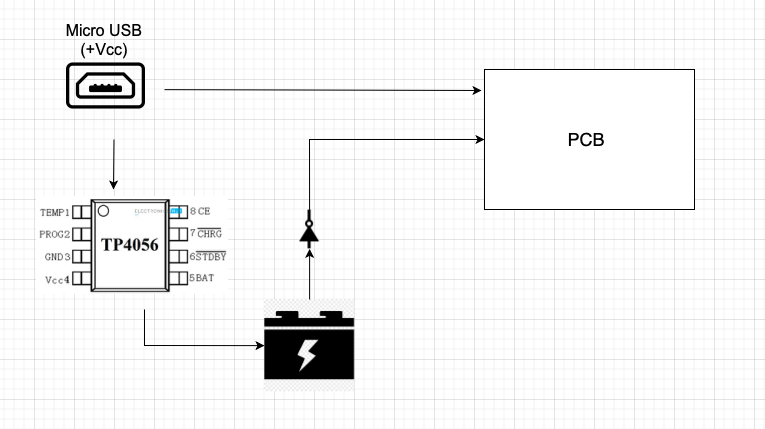 Micro USB
(+Vcc)
PCB
TEMP1
8 CE
PROG2
TP4056
7 CHRG
GND3
6STDBY
Vcc4
5BAT